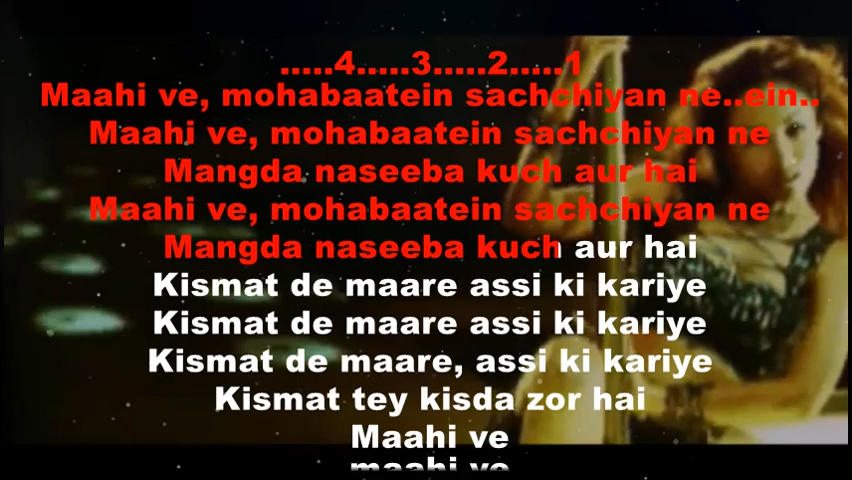 .....4.....3.....2.....1
Maahi ve, mohabaatein sachchiyan ne..ein..
Maahi ve, mohabaatein sachchiyan ne
Mangda naseeba kuch aur hai
Maahi ve, mohabaatein sachchiyan ne
Mangda naseeba kuch aur hai
Kismat de maare assi ki kariye
Kismat de maare assi ki kariye
Kismat de maare, assi ki kariye
Kismat tey kisda zor hai
Maahi ve
maahi ve